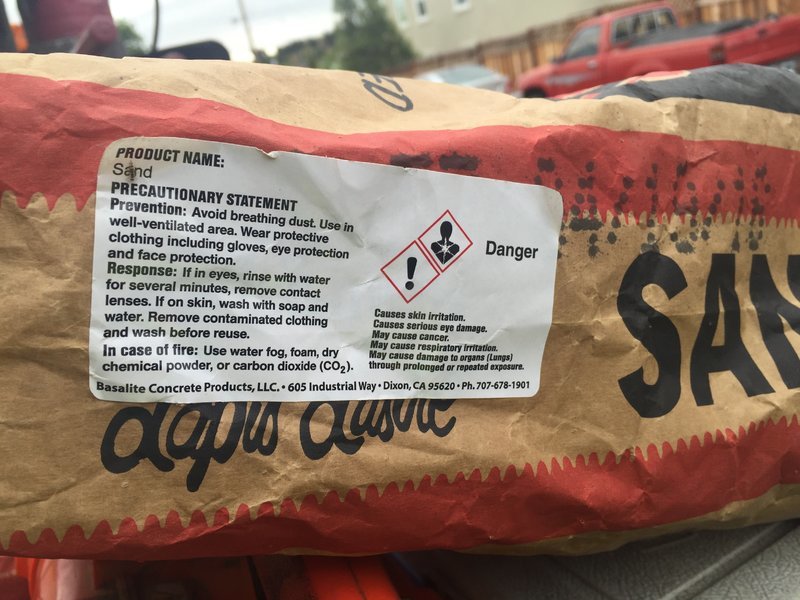 PRODUCT NAME:
Sand
PRECAUTIONARY STATEMENT
Prevention: Avoid breathing dust. Use in
well-ventilated area. Wear protective
clothing including gloves, eye protection
and face protection.
Response: If in eyes, rinse with water
for several minutes, remove contact
lenses. If on skin, wash with soap and
water. Remove contaminated clothing
and wash before reuse.
In case of fire: Use water fog, foam, dry
chemical powder, or carbon dioxide (CO₂).
!
Danger
Causes skin irritation.
Causes serious eye damage.
May cause cancer.
May cause respiratory irritation.
May cause damage to organs (Lungs)
through prolonged or repeated exposure.
Basalite Concrete Products, LLC. • 605 Industrial Way • Dixon, CA 95620 • Ph. 707-678-1901
Lapis Lustre
SAN